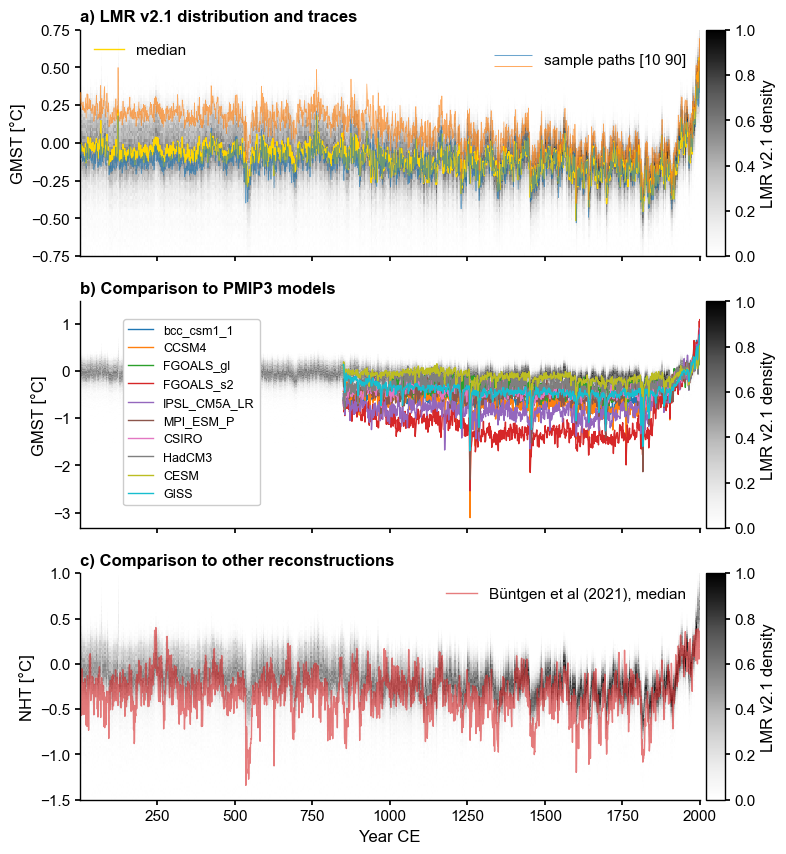 a) LMR v2.1 distribution and traces
0.75
0.50
0.25
0.00
−0.25
−0.50
−0.75
GMST [°C]
median
sample paths [10 90]
1.0
0.8
0.6
0.4
0.2
0.0
LMR v2.1 density
b) Comparison to PMIP3 models
1
0
−1
−2
−3
GMST [°C]
bcc_csm1_1
CCSM4
FGOALS_gl
FGOALS_s2
IPSL_CM5A_LR
MPI_ESM_P
CSIRO
HadCM3
CESM
GISS
1.0
0.8
0.6
0.4
0.2
0.0
LMR v2.1 density
c) Comparison to other reconstructions
1.0
0.5
0.0
−0.5
−1.0
−1.5
NHT [°C]
Büntgen et al (2021), median
1.0
0.8
0.6
0.4
0.2
0.0
LMR v2.1 density
250 500 750 1000 1250 1500 1750 2000
Year CE